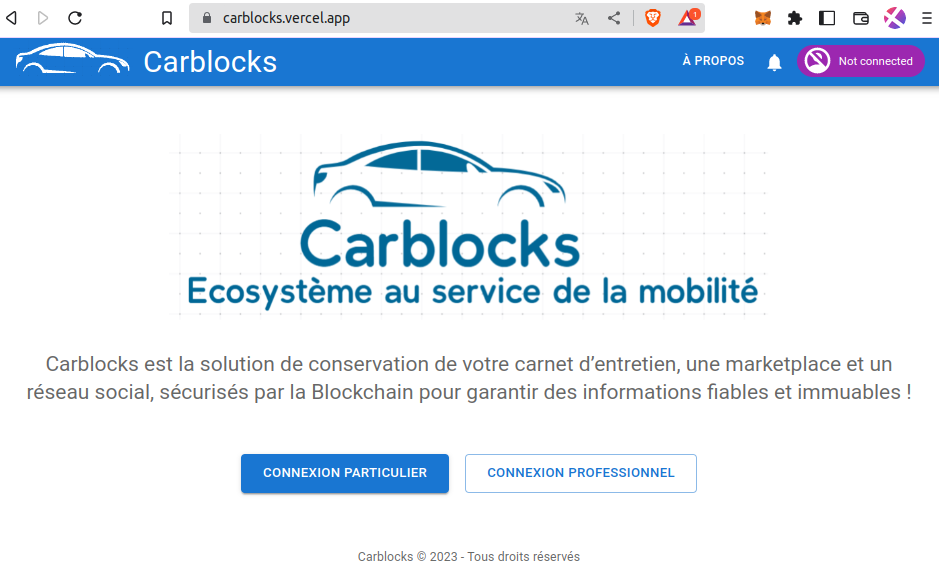 carblocks.vercel.app
1
Carblocks
À PROPOS
Not connected
Carblocks
Ecosystème au service de la mobilité
Carblocks est la solution de conservation de votre carnet d’entretien, une marketplace et un
réseau social, sécurisés par la Blockchain pour garantir des informations fiables et immuables !
CONNEXION PARTICULIER
CONNEXION PROFESSIONNEL
Carblocks © 2023 - Tous droits réservés